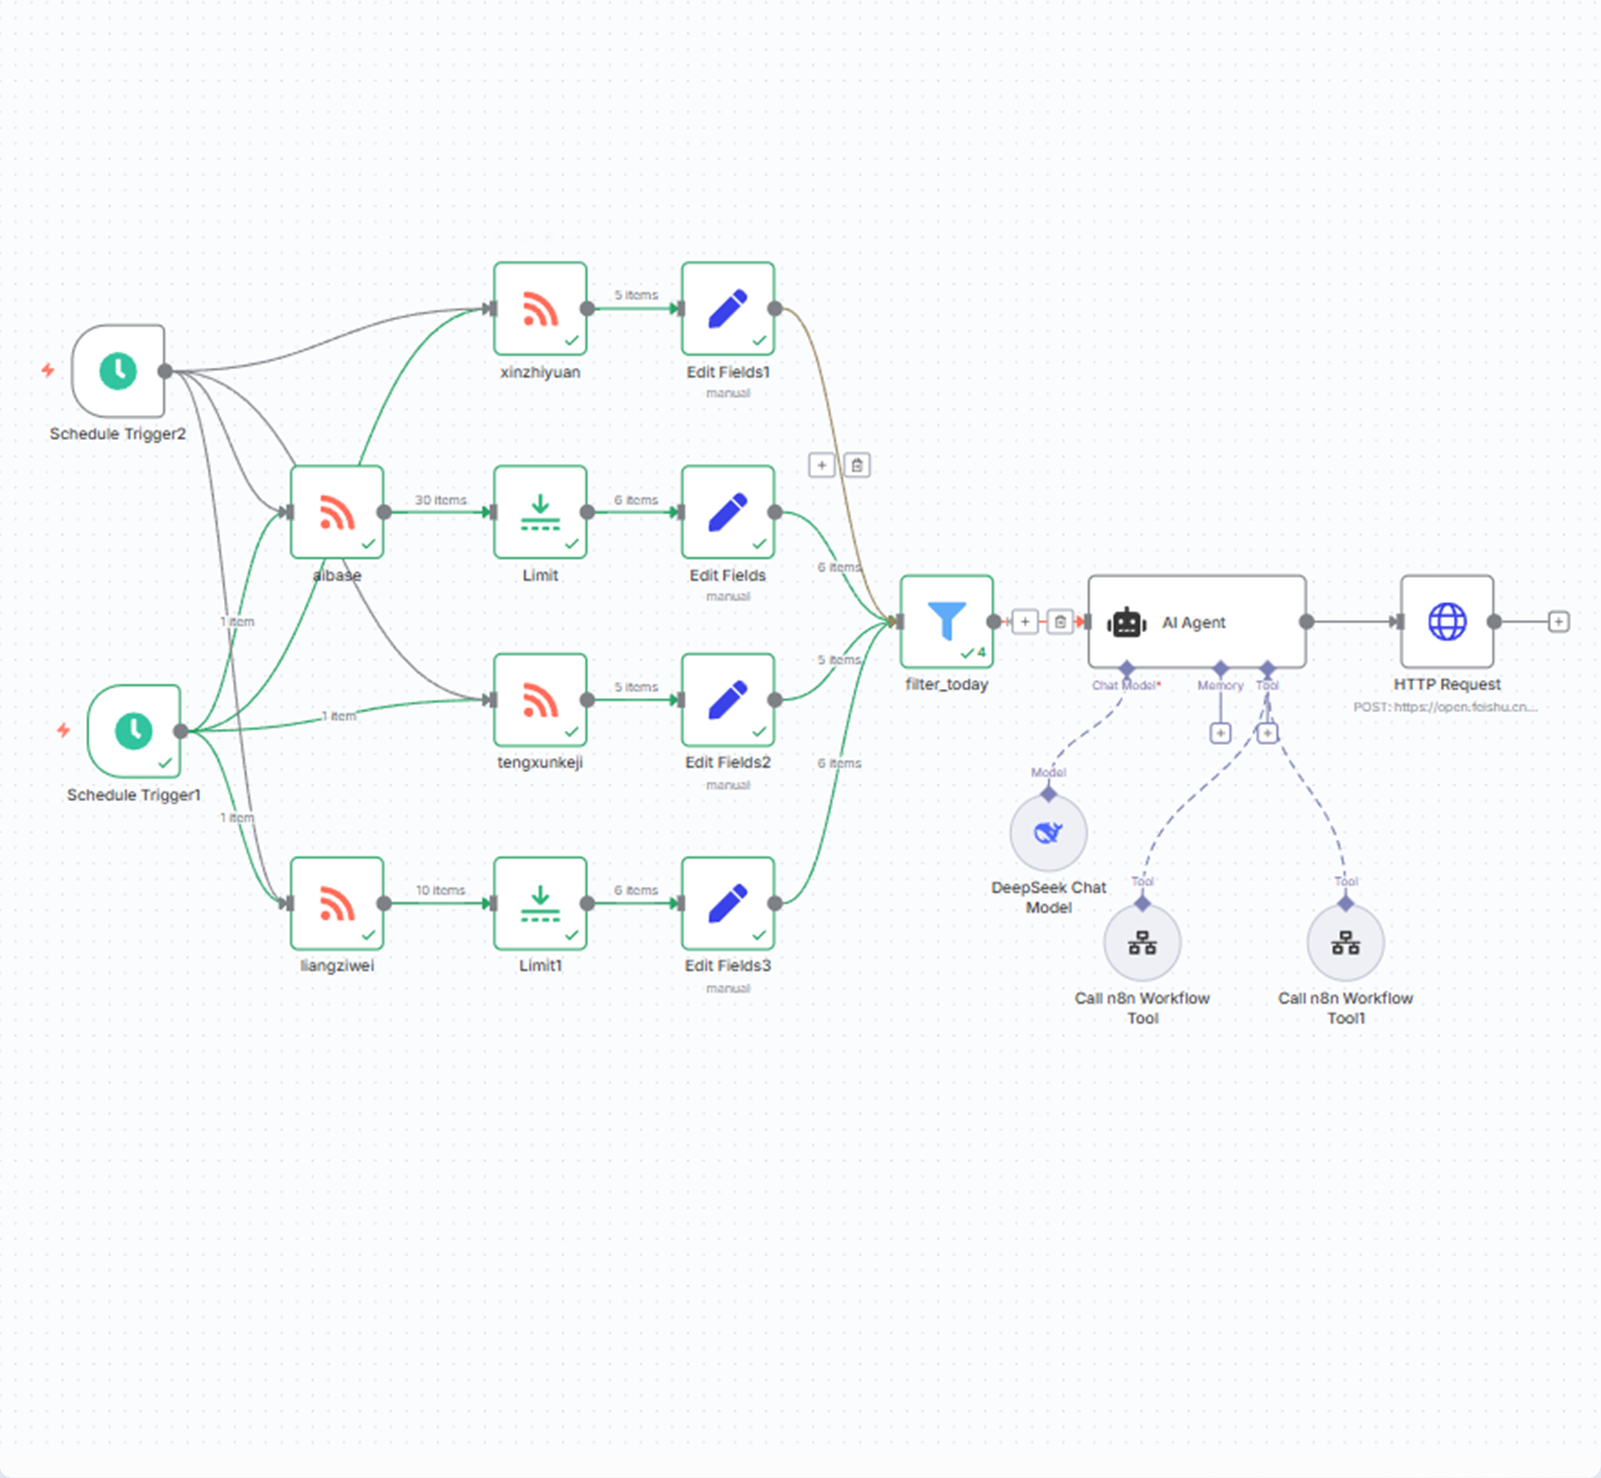 5 items
xinzhiyuan
Edit Fields1
manual
Schedule Trigger2
30 items
6 items
aibase
Limit
Edit Fields
manual
6 items
1 item
filter_today
4
AI Agent
Chat Model*
Memory
Tool
HTTP Request
POST: https://open.feishu.cn...
5 items
5 items
1 item
tengxunkeji
Edit Fields2
manual
6 items
Schedule Trigger1
1 item
Model
DeepSeek Chat
Model
10 items
6 items
liangziwei
Limit1
Edit Fields3
manual
Tool
Call n8n Workflow
Tool
Tool
Call n8n Workflow
Tool1